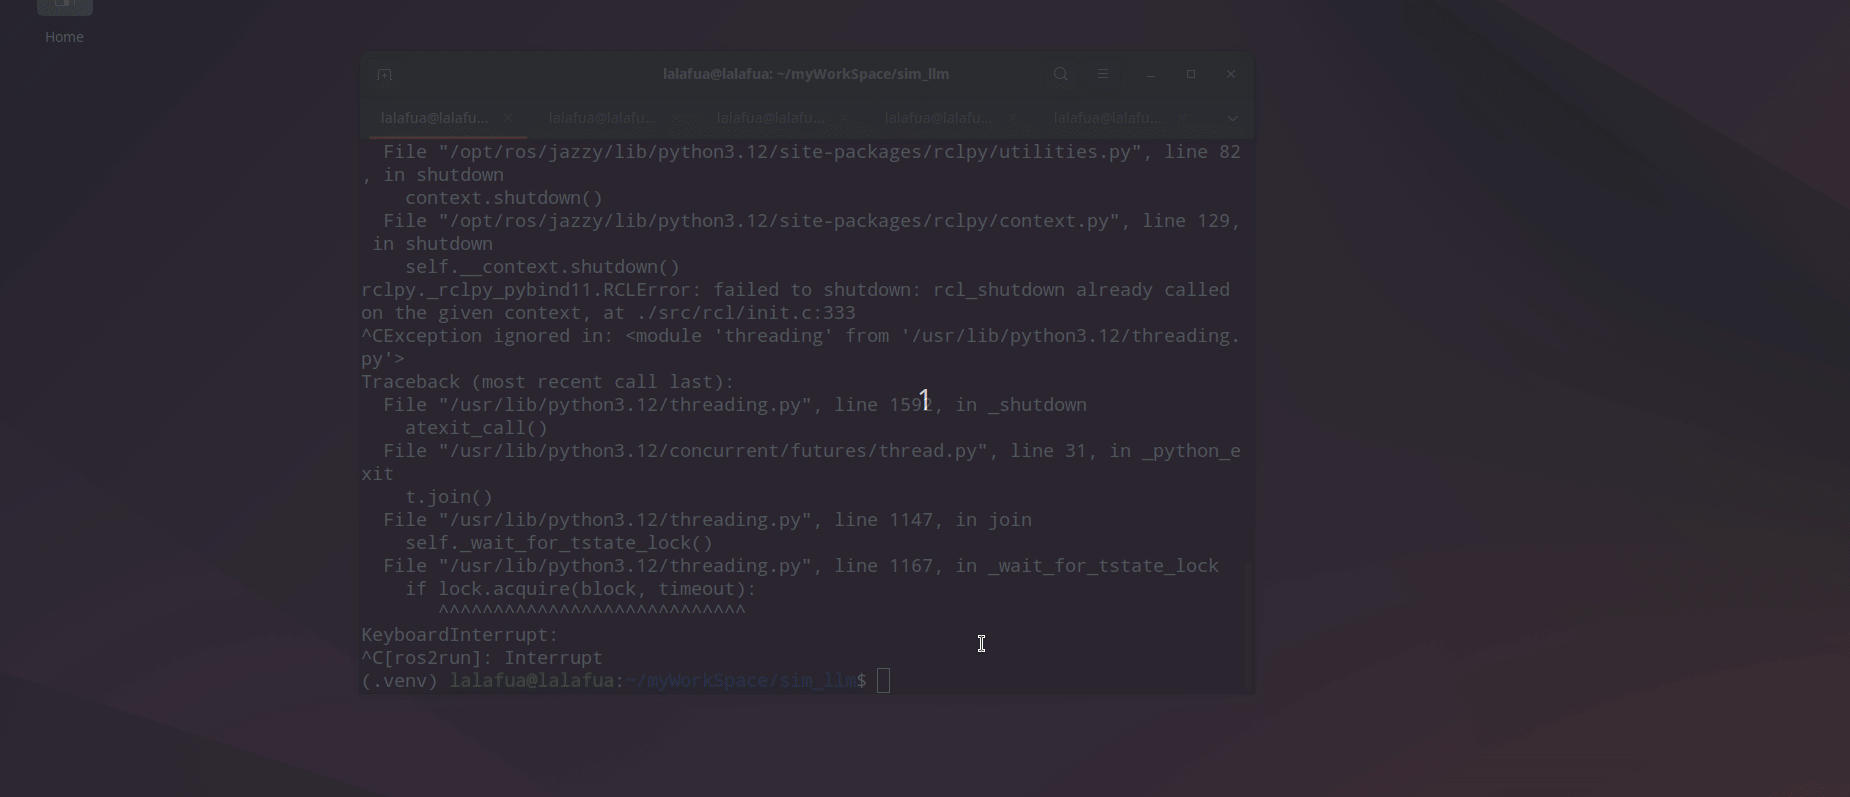 Home
lalafua@lalafua: ~/myWorkSpace/sim_llm
lalafua@lalafu... lalafua@lalafu... lalafua@lalafu... lalafua@lalafu... lalafua@lalafu...
  File "/opt/ros/jazzy/lib/python3.12/site-packages/rclpy/utilities.py", line 82
, in shutdown
    context.shutdown()
  File "/opt/ros/jazzy/lib/python3.12/site-packages/rclpy/context.py", line 129,
 in shutdown
    self.__context.shutdown()
rclpy._rclpy_pybind11.RCLError: failed to shutdown: rcl_shutdown already called
on the given context, at ./src/rcl/init.c:333
^CException ignored in: <module 'threading' from '/usr/lib/python3.12/threading.
py'>
Traceback (most recent call last):
1
  File "/usr/lib/python3.12/threading.py", line 1592, in _shutdown
    atexit_call()
  File "/usr/lib/python3.12/concurrent/futures/thread.py", line 31, in _python_e
xit
    t.join()
  File "/usr/lib/python3.12/threading.py", line 1147, in join
    self._wait_for_tstate_lock()
  File "/usr/lib/python3.12/threading.py", line 1167, in _wait_for_tstate_lock
    if lock.acquire(block, timeout):
       ^^^^^^^^^^^^^^^^^^^^^^^^^^^^
KeyboardInterrupt:
^C[ros2run]: Interrupt
(.venv) lalafua@lalafua:~/myWorkSpace/sim_llm$